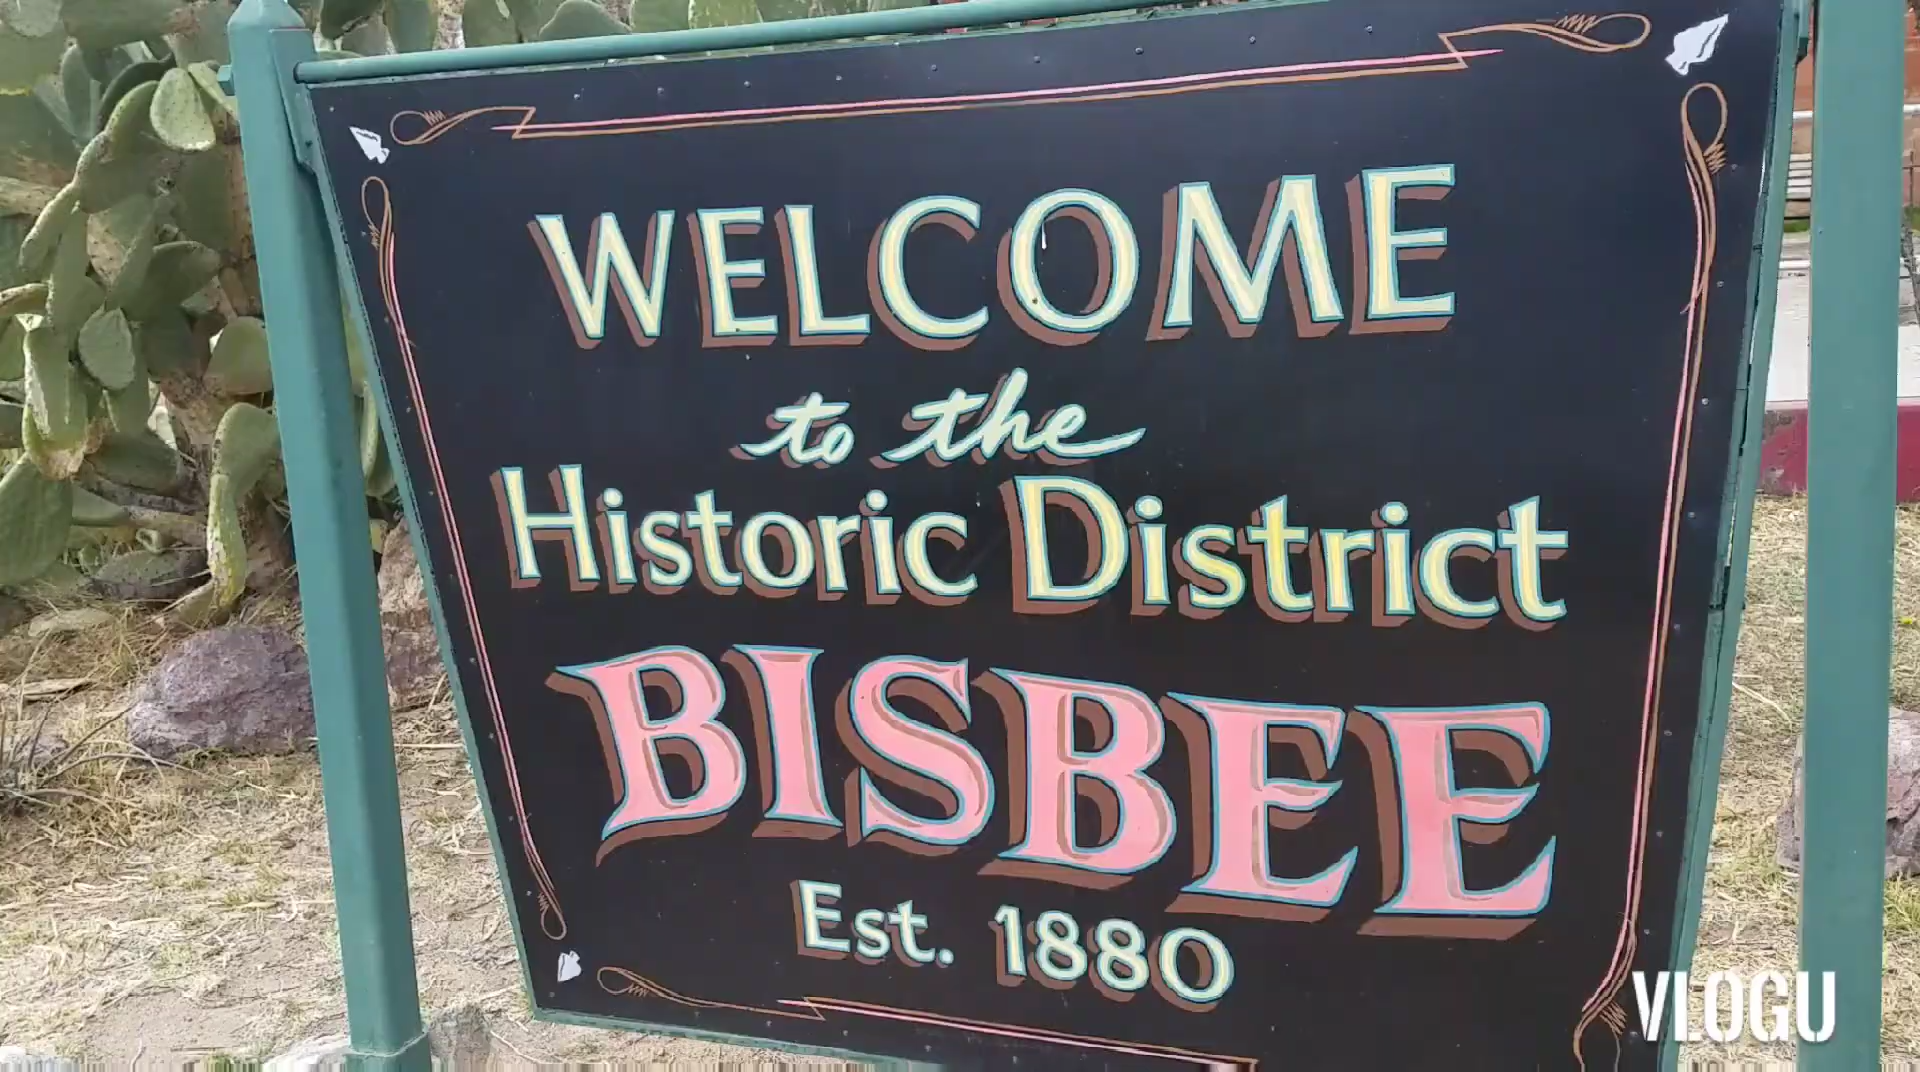 WELCOME
to the
Historic District
BISBEE
Est. 1880
VLOGU